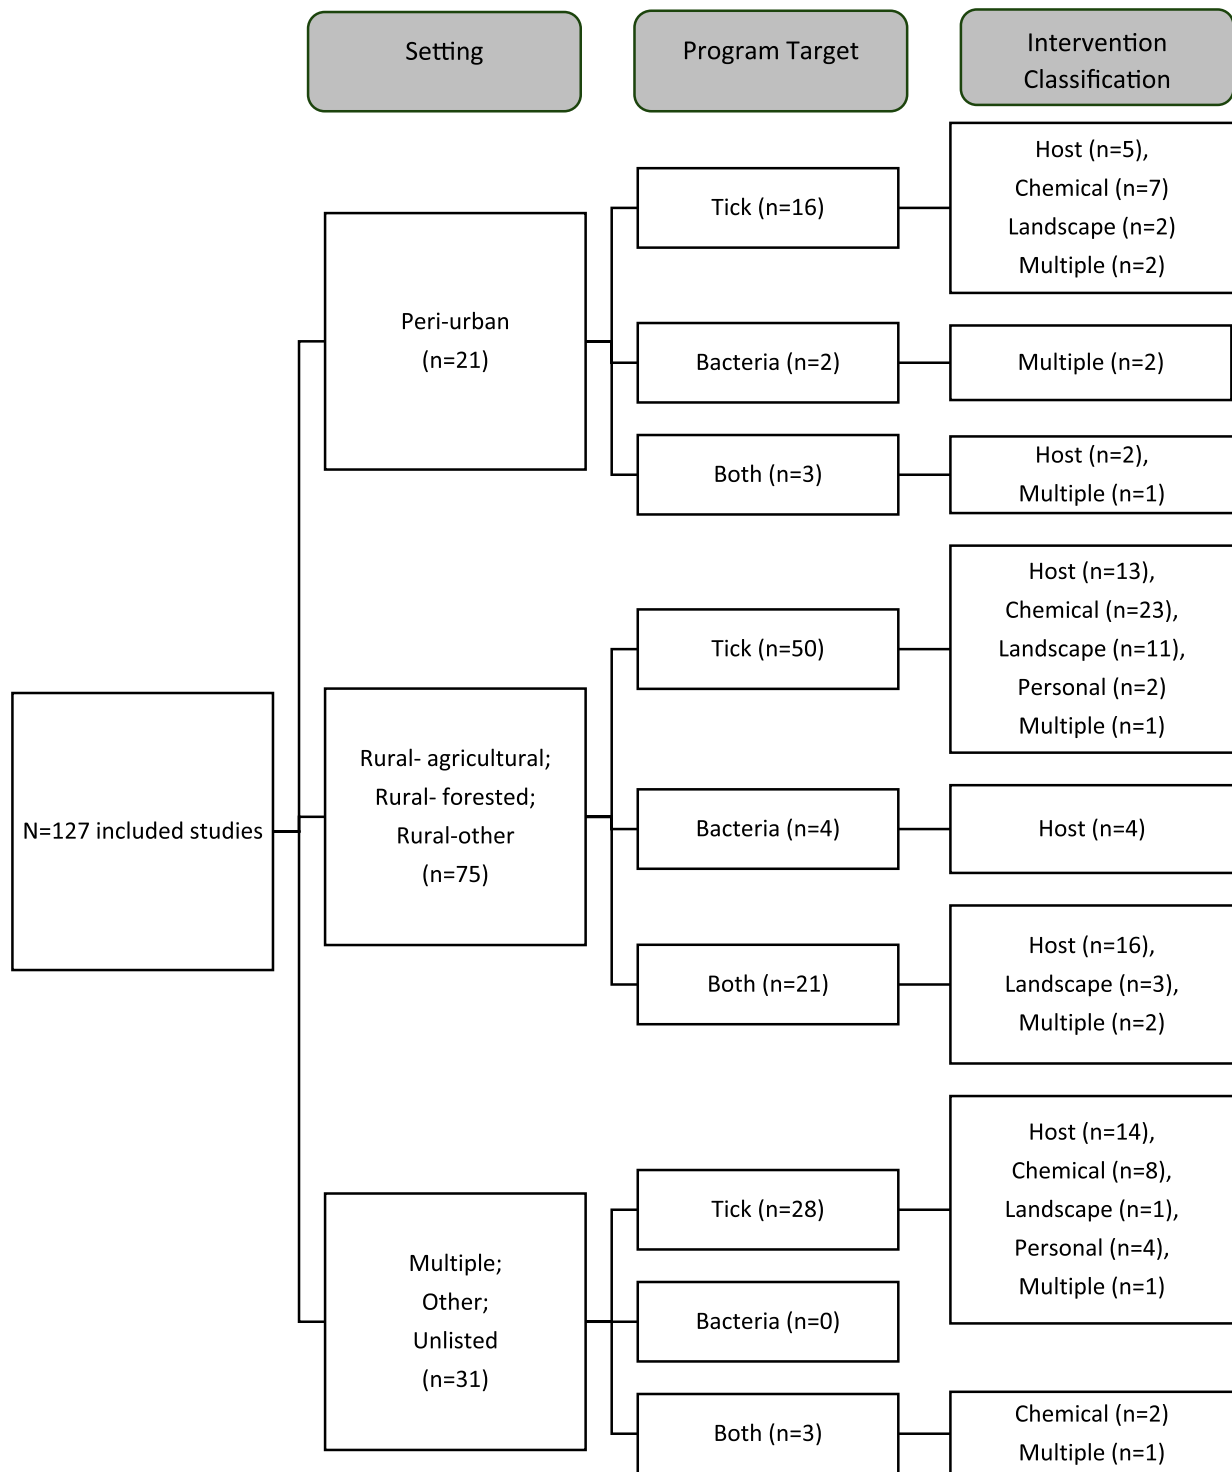 Setting
Program Target
Intervention
Classification
N=127 included studies
Peri-urban
(n=21)
Tick (n=16)
Host (n=5),
Chemical (n=7)
Landscape (n=2)
Multiple (n=2)
Bacteria (n=2)
Multiple (n=2)
Both (n=3)
Host (n=2),
Multiple (n=1)
Rural- agricultural;
Rural- forested;
Rural-other
(n=75)
Tick (n=50)
Host (n=13),
Chemical (n=23),
Landscape (n=11),
Personal (n=2)
Multiple (n=1)
Bacteria (n=4)
Host (n=4)
Both (n=21)
Host (n=16),
Landscape (n=3),
Multiple (n=2)
Multiple;
Other;
Unlisted
(n=31)
Tick (n=28)
Host (n=14),
Chemical (n=8),
Landscape (n=1),
Personal (n=4),
Multiple (n=1)
Bacteria (n=0)
Both (n=3)
Chemical (n=2)
Multiple (n=1)